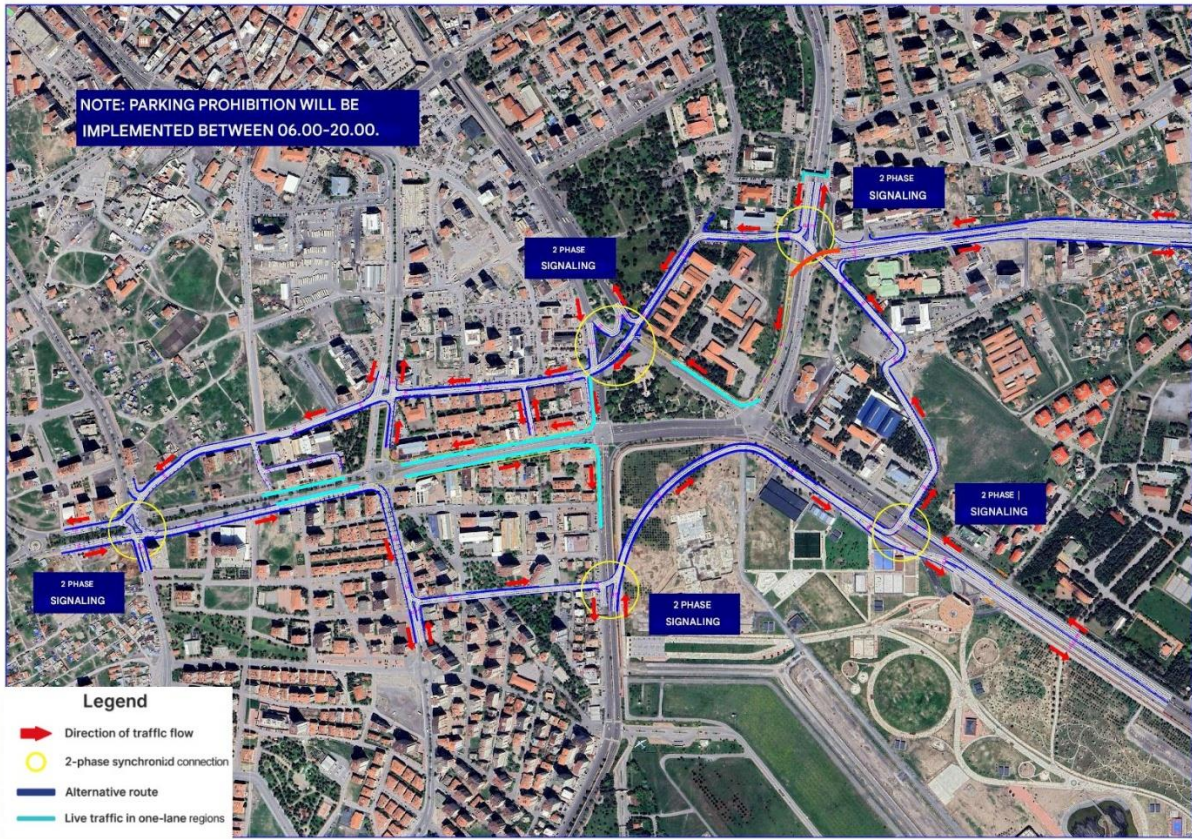 NOTE: PARKING PROHIBITION WILL BE
IMPLEMENTED BETWEEN 06.00-20.00.
2 PHASE
SIGNALING
2 PHASE
SIGNALING
2 PHASE |
SIGNALING
2 PHASE
SIGNALING
2 PHASE
SIGNALING
Legend
Direction of traffic flow
2-phase synchronid connection
Alternative route
Live traffic in one-lane regions